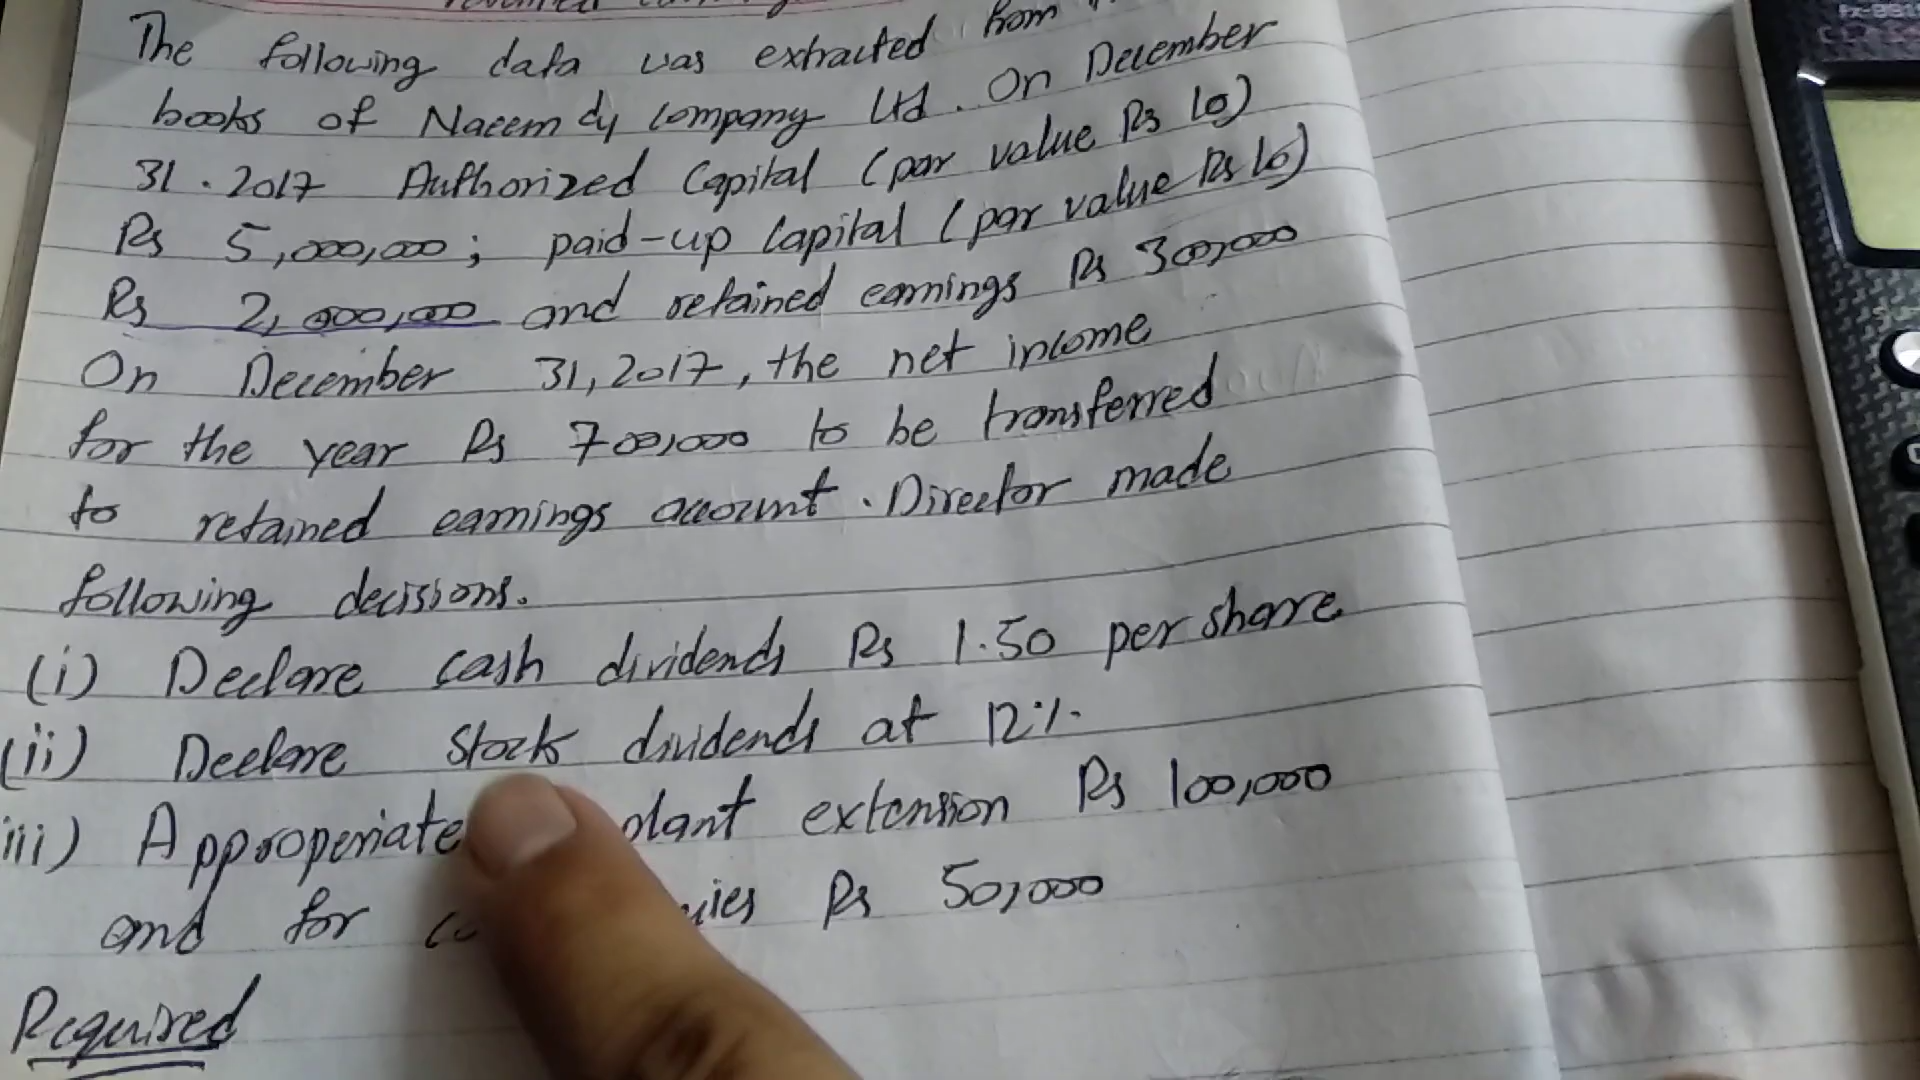 The following data was extracted from
books of Naeem dy Company Ltd. On December
31.2017 Authorized Capital (par value Rs 10)
Rs 5,000,000; paid-up Capital (par value Rs 10)
Rs 2,000,000 and retained earnings Rs 300,000
On December 31, 2017, the net income
for the year Rs 700,000 to be transferred
to retained earnings account. Director made
following decisions.
(i) Declare cash dividends Rs 1.50 per share
(ii) Declare Stock dividends at 12%.
iii) Approperiate plant extension Rs 100,000
and for Rs 50,000
Required